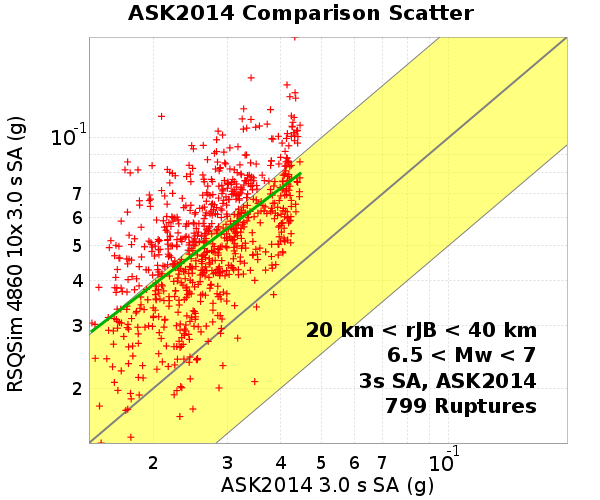 ASK2014 Comparison Scatter
RSQSim 4860 10x 3.0 s SA (g)
10-1
7
6
5
4
3
2
20 km < rJB < 40 km
6.5 < Mw < 7
3s SA, ASK2014
799 Ruptures
2 3 4 5 6 7 10-1
ASK2014 3.0 s SA (g)